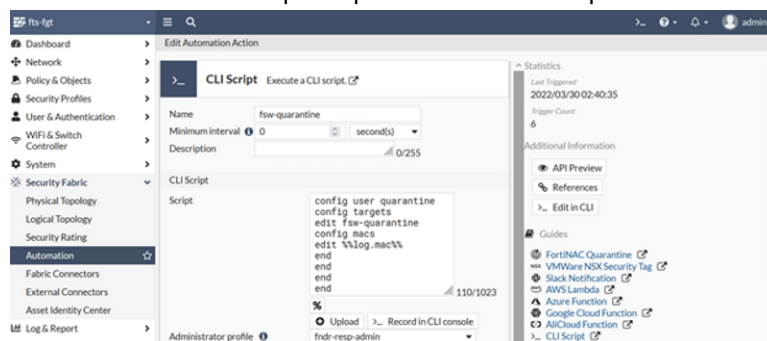 fts-fgt
admin
Dashboard
Network
Policy & Objects
Security Profiles
User & Authentication
WiFi & Switch
Controller
System
Security Fabric
Physical Topology
Logical Topology
Security Rating
Automation
Fabric Connectors
External Connectors
Asset Identity Center
Log & Report
Edit Automation Action
CLI Script Execute a CLI script.
Name fsw-quarantine
Minimum interval 0 second(s)
Description
0/255
CLI Script
Script
config user quarantine
config targets
edit fsw-quarantine
config macs
edit %%log.mac%%
end
end
end
end
110/1023
%
Upload >_ Record in CLI console
Administrator profile fndr-resp-admin
Statistics
Last Triggered
2022/03/30 02:40:35
Trigger Count
6
Additional Information
API Preview
References
>_ Edit in CLI
Guides
FortiNAC Quarantine
VMWare NSX Security Tag
Slack Notification
AWS Lambda
Azure Function
Google Cloud Function
AliCloud Function
>_ CLI Script